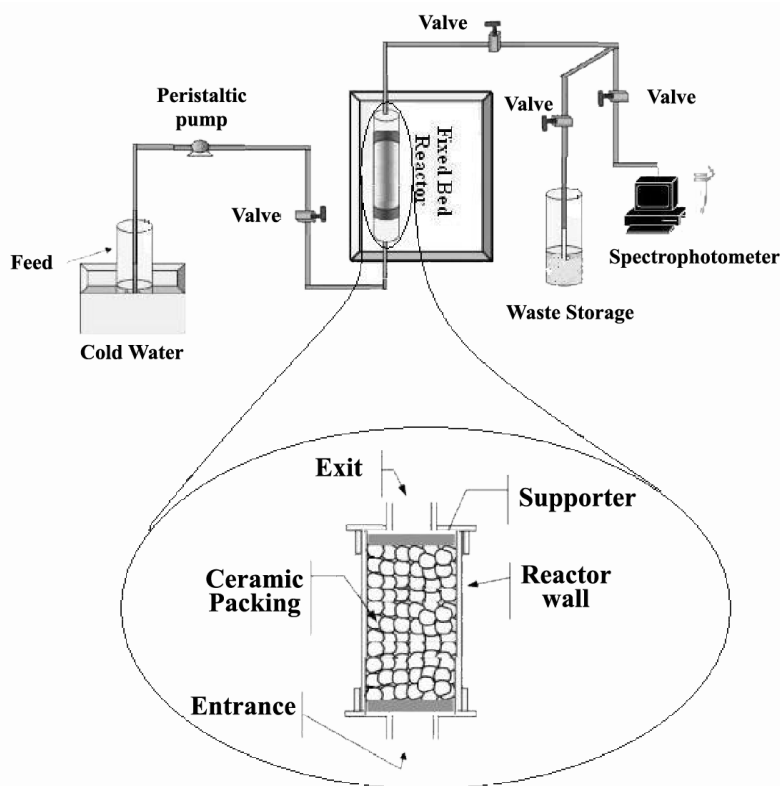 Valve
Peristaltic
pump
Valve
Valve
Fixed Bed
Reactor
Valve
Feed
Spectrophotometer
Waste Storage
Cold Water
Exit
Supporter
Ceramic
Packing
Reactor
wall
Entrance